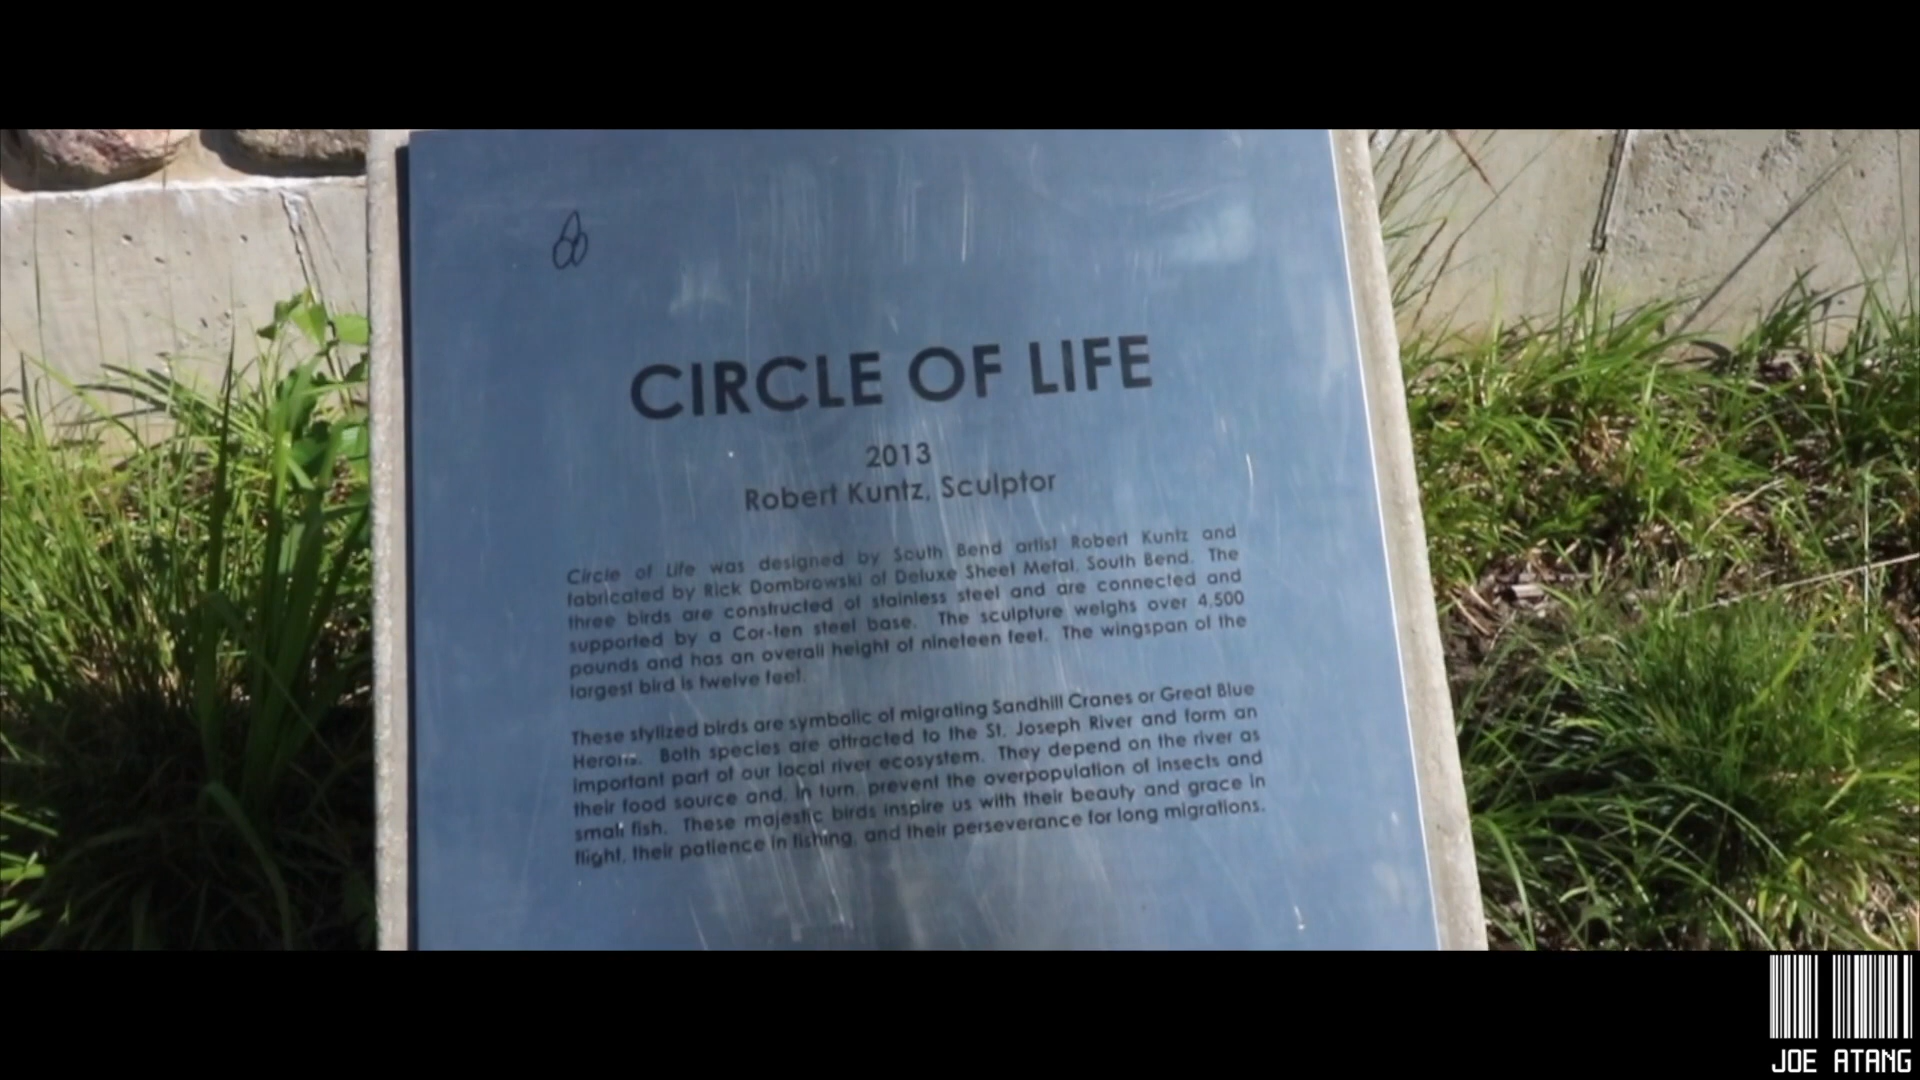 CIRCLE OF LIFE
2013
Robert Kuntz, Sculptor
Circle of Life was designed by South Bend artist Robert Kuntz and
fabricated by Rick Dombrowski of Deluxe Sheet Metal, South Bend. The
three birds are constructed of stainless steel and are connected and
supported by a Cor-ten steel base. The sculpture weighs over 4,500
pounds and has an overall height of nineteen feet. The wingspan of the
largest bird is twelve feet.
These stylized birds are symbolic of migrating Sandhill Cranes or Great Blue
Herons. Both species are attracted to the St. Joseph River and form an
important part of our local river ecosystem. They depend on the river as
their food source and, in turn, prevent the overpopulation of insects and
small fish. These majestic birds inspire us with their beauty and grace in
flight, their patience in fishing, and their perseverance for long migrations.
JOE ATANG